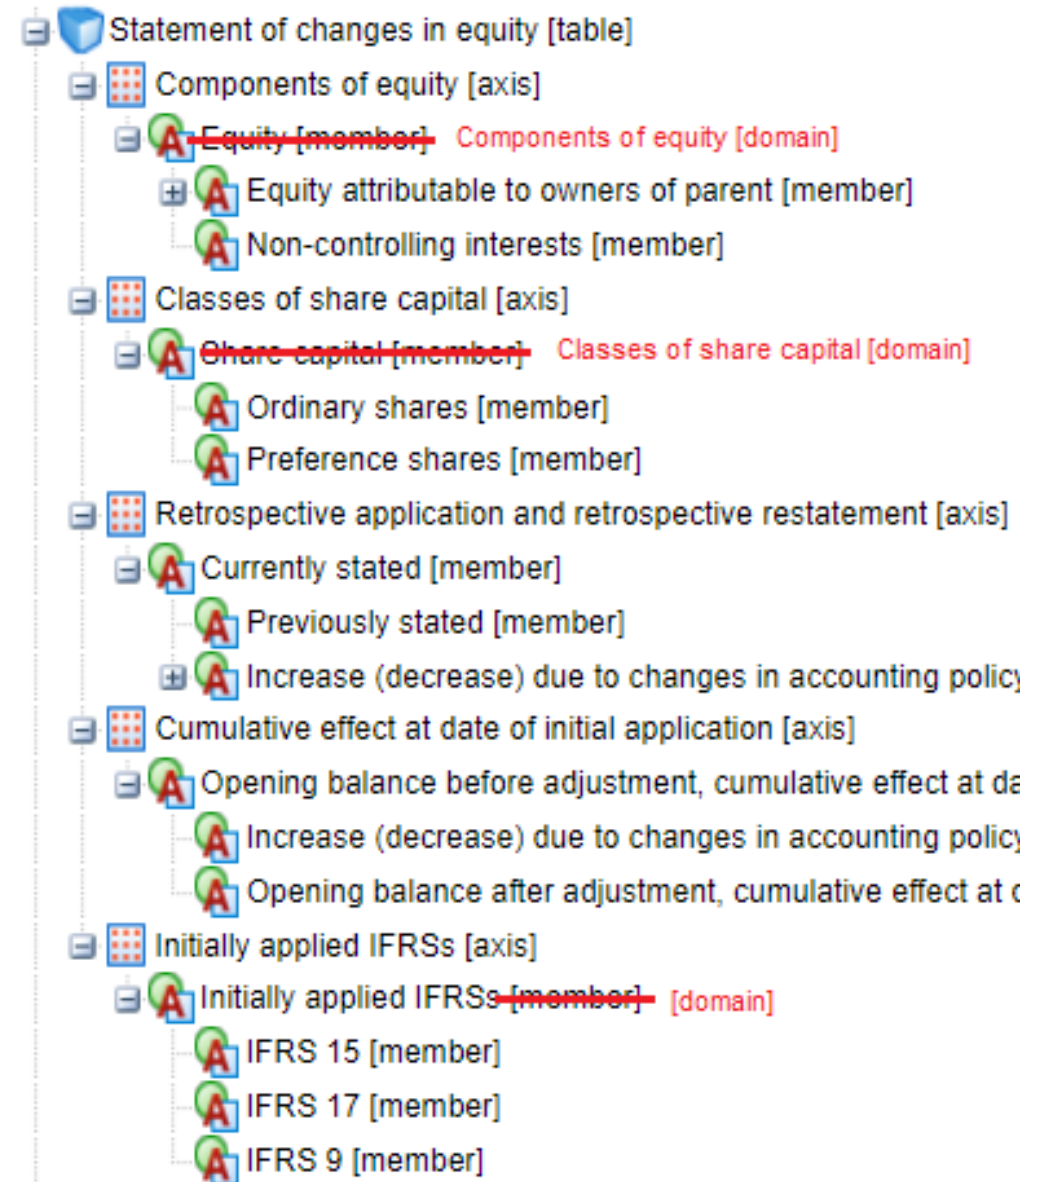 Statement of changes in equity [table]
Components of equity [axis]
Equity [member] Components of equity [domain]
Equity attributable to owners of parent [member]
Non-controlling interests [member]
Classes of share capital [axis]
Share capital [member] Classes of share capital [domain]
Ordinary shares [member]
Preference shares [member]
Retrospective application and retrospective restatement [axis]
Currently stated [member]
Previously stated [member]
Increase (decrease) due to changes in accounting policy
Cumulative effect at date of initial application [axis]
Opening balance before adjustment, cumulative effect at da
Increase (decrease) due to changes in accounting policy
Opening balance after adjustment, cumulative effect at
Initially applied IFRSs [axis]
Initially applied IFRSs [member] [domain]
IFRS 15 [member]
IFRS 17 [member]
IFRS 9 [member]